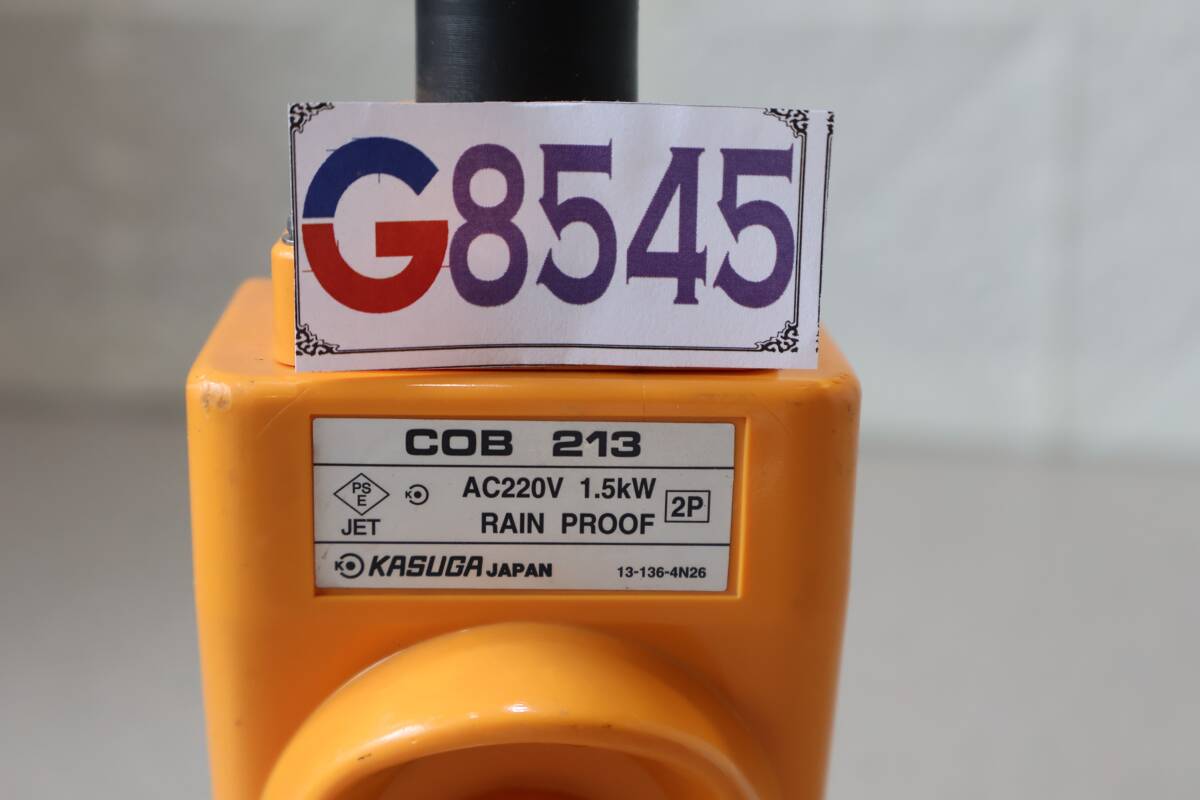 G8545
COB 213
PS
E
JET
K
AC220V 1.5kW
RAIN PROOF
2P
K KASUGA JAPAN
13-136-4N26